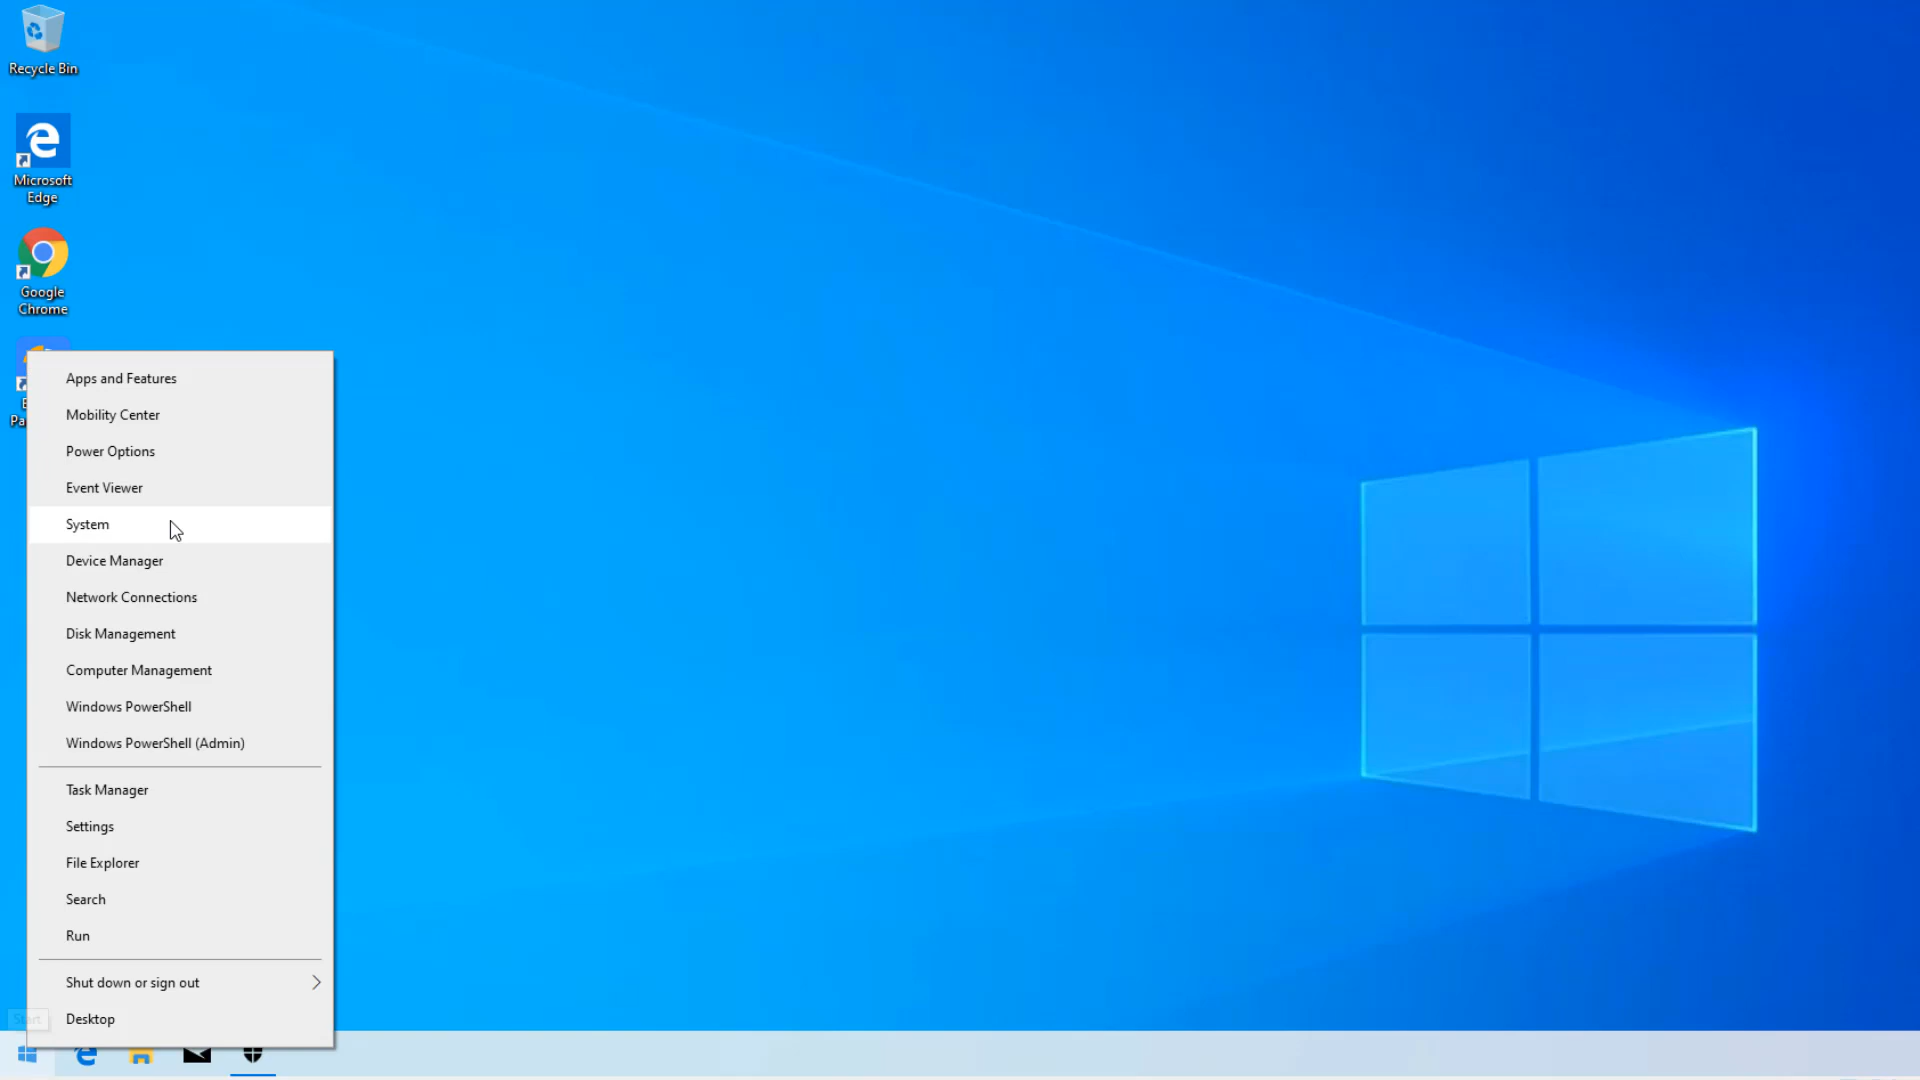 Recycle Bin
Microsoft
Edge
Google
Chrome
Apps and Features
Mobility Center
Power Options
Event Viewer
System
Device Manager
Network Connections
Disk Management
Computer Management
Windows PowerShell
Windows PowerShell (Admin)
Task Manager
Settings
File Explorer
Search
Run
Shut down or sign out
Desktop
Start